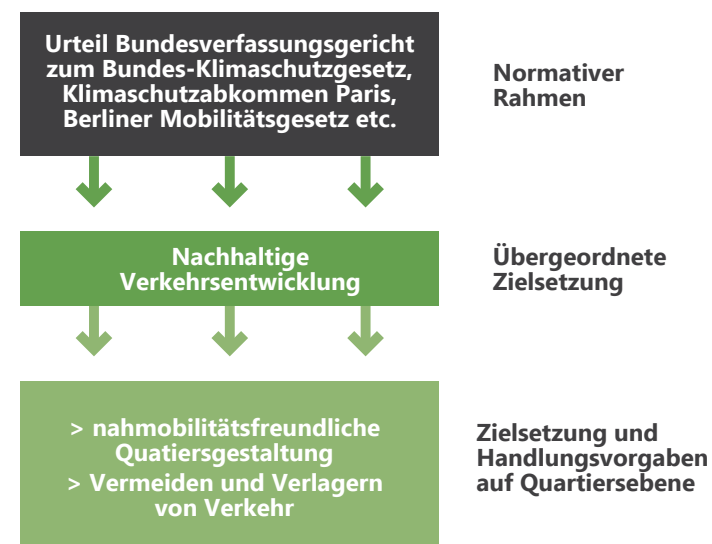 Urteil Bundesverfassungsgericht
zum Bundes-Klimaschutzgesetz,
Klimaschutzabkommen Paris,
Berliner Mobilitätsgesetz etc.
Normativer
Rahmen
Nachhaltige
Verkehrsentwicklung
Übergeordnete
Zielsetzung
> nahmobilitätsfreundliche
Quatiersgestaltung
> Vermeiden und Verlagern
von Verkehr
Zielsetzung und
Handlungsvorgaben
auf Quartiersebene